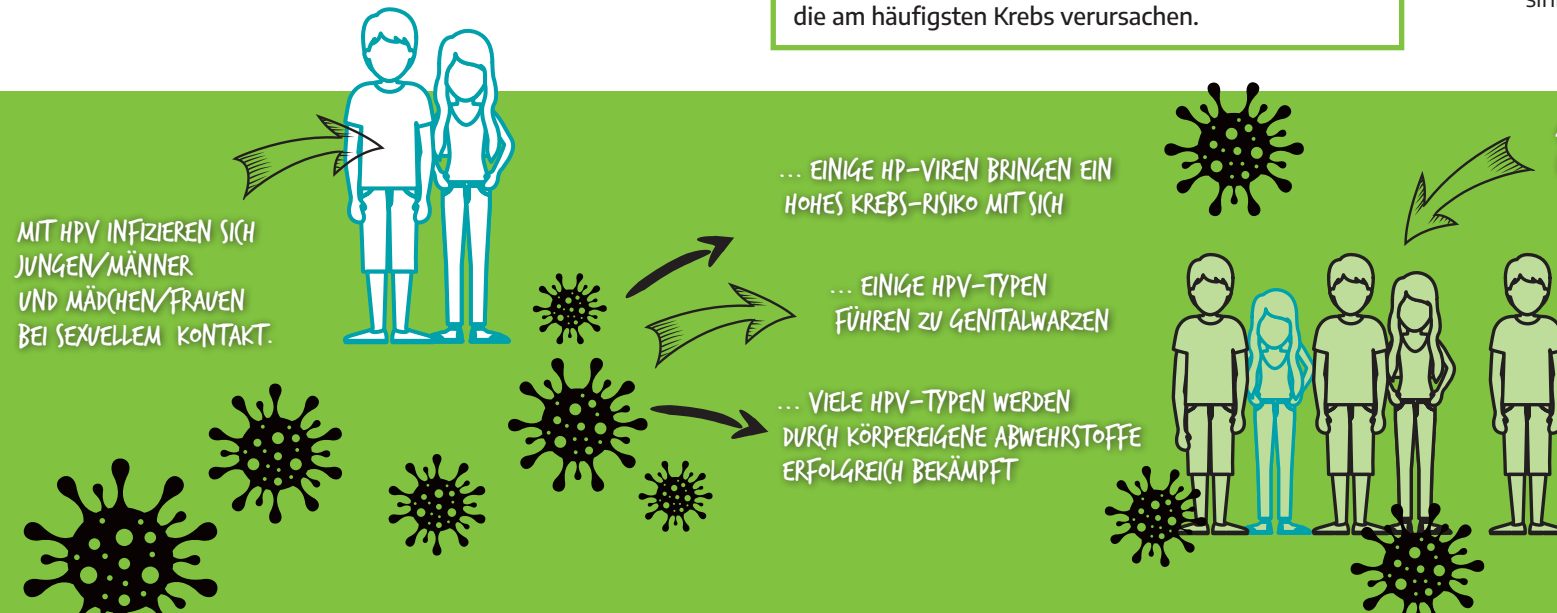 die am häufigsten Krebs verursachen.
MIT HPV INFIZIEREN SICH
JUNGEN/MÄNNER
UND MÄDCHEN/FRAUEN
BEI SEXUELLEM KONTAKT.
... EINIGE HP-VIREN BRINGEN EIN
HOHES KREBS-RISIKO MIT SICH
... EINIGE HPV-TYPEN
FÜHREN ZU GENITALWARZEN
... VIELE HPV-TYPEN WERDEN
DURCH KÖRPEREIGENE ABWEHRSTOFFE
ERFOLGREICH BEKÄMPFT